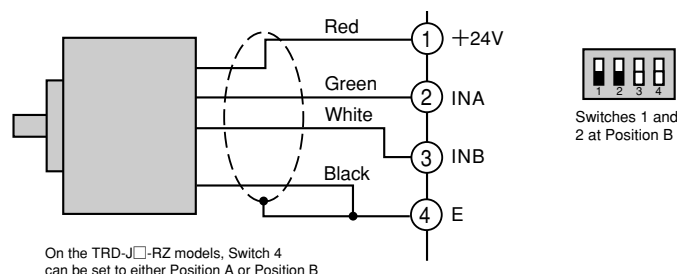 Red
1 +24V
Green
2 INA
White
3 INB
Black
4 E
1 2 3 4
Switches 1 and
2 at Position B
On the TRD-J□-RZ models, Switch 4
can be set to either Position A or Position B